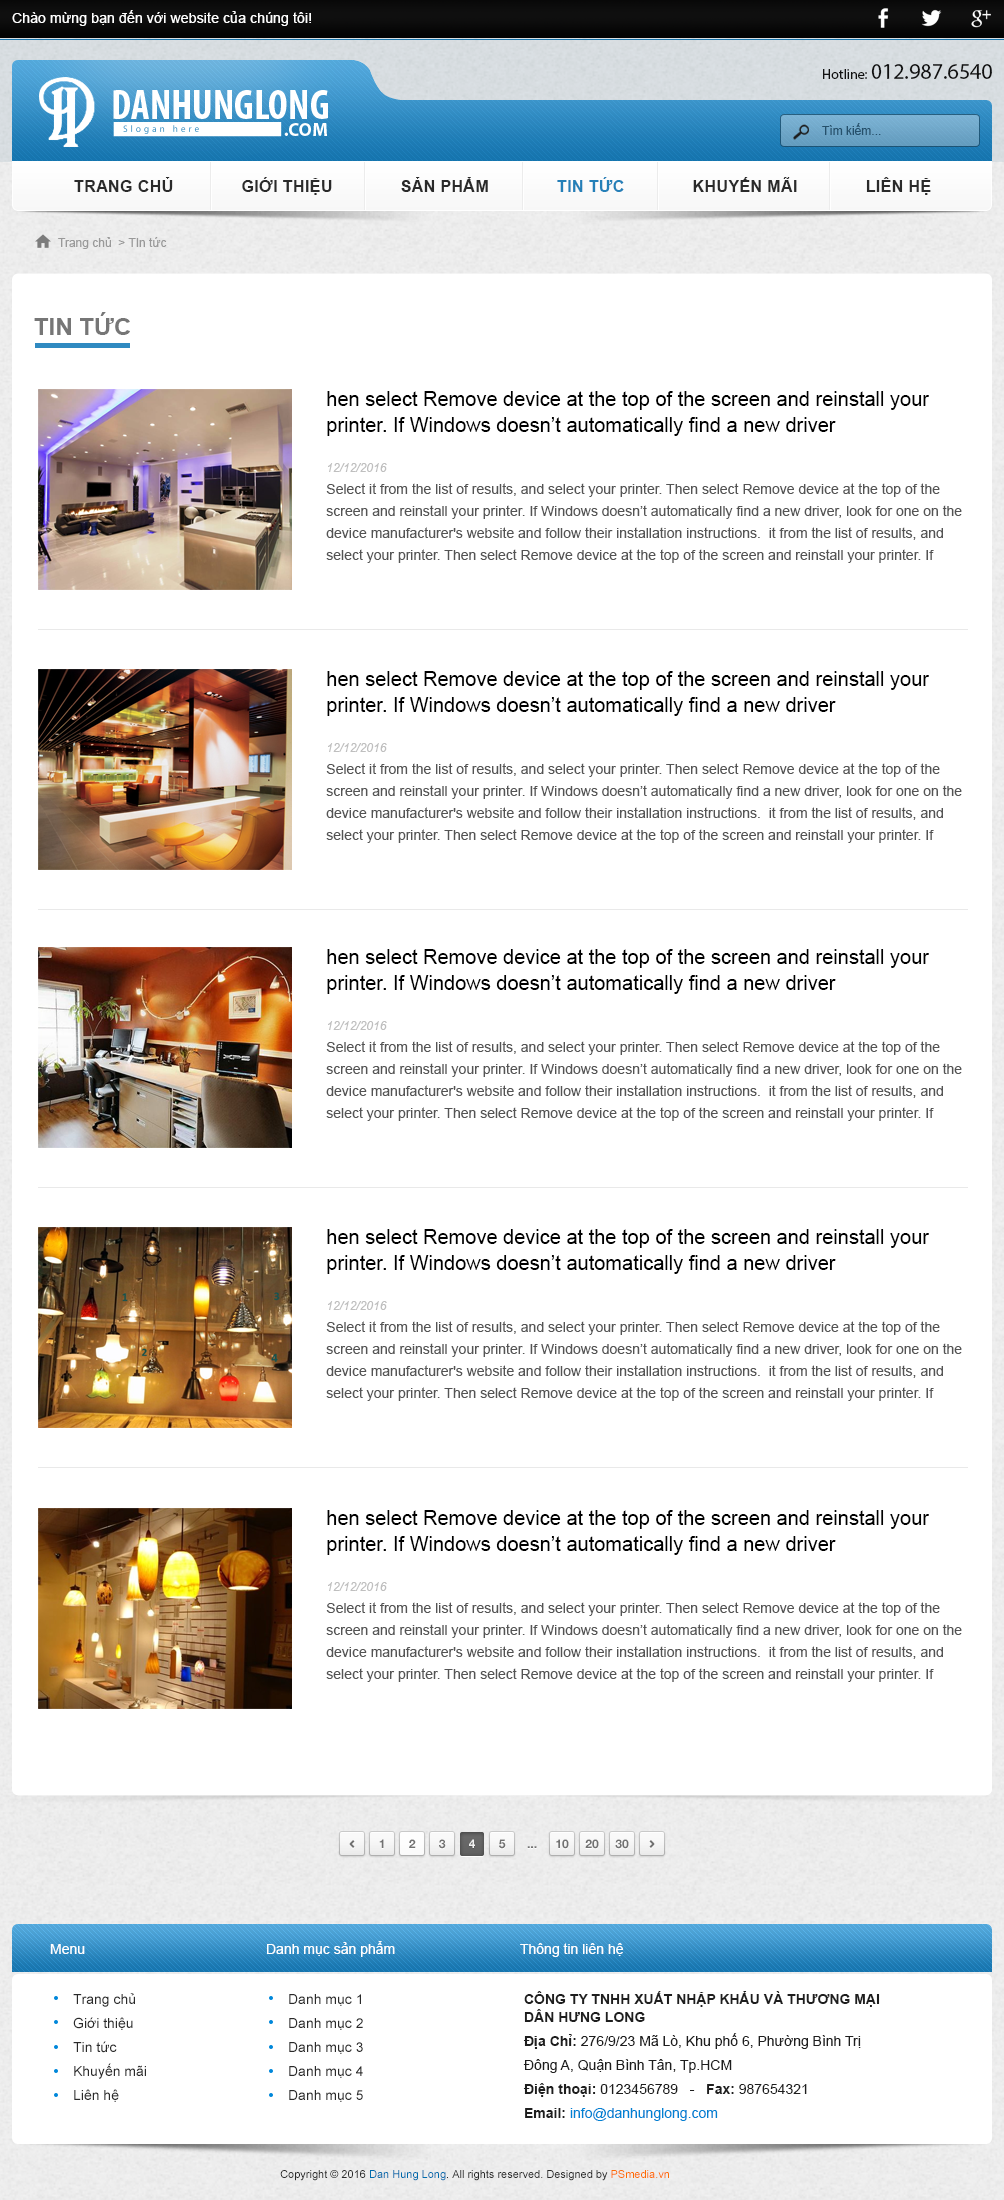 Chào mừng bạn đến với website của chúng tôi!
Hotline: 012.987.6540
DANHUNGLONG
Slogan here
.COM
Tìm kiếm...
TRANG CHỦ
GIỚI THIỆU
SẢN PHẨM
TIN TỨC
KHUYẾN MÃI
LIÊN HỆ
Trang chủ > TIn tức
TIN TỨC
hen select Remove device at the top of the screen and reinstall your
printer. If Windows doesn't automatically find a new driver
12/12/2016
Select it from the list of results, and select your printer. Then select Remove device at the top of the
screen and reinstall your printer. If Windows doesn't automatically find a new driver, look for one on the
device manufacturer's website and follow their installation instructions.  it from the list of results, and
select your printer. Then select Remove device at the top of the screen and reinstall your printer. If
hen select Remove device at the top of the screen and reinstall your
printer. If Windows doesn't automatically find a new driver
12/12/2016
Select it from the list of results, and select your printer. Then select Remove device at the top of the
screen and reinstall your printer. If Windows doesn't automatically find a new driver, look for one on the
device manufacturer's website and follow their installation instructions.  it from the list of results, and
select your printer. Then select Remove device at the top of the screen and reinstall your printer. If
hen select Remove device at the top of the screen and reinstall your
printer. If Windows doesn't automatically find a new driver
12/12/2016
Select it from the list of results, and select your printer. Then select Remove device at the top of the
screen and reinstall your printer. If Windows doesn't automatically find a new driver, look for one on the
device manufacturer's website and follow their installation instructions.  it from the list of results, and
select your printer. Then select Remove device at the top of the screen and reinstall your printer. If
hen select Remove device at the top of the screen and reinstall your
printer. If Windows doesn't automatically find a new driver
12/12/2016
Select it from the list of results, and select your printer. Then select Remove device at the top of the
screen and reinstall your printer. If Windows doesn't automatically find a new driver, look for one on the
device manufacturer's website and follow their installation instructions.  it from the list of results, and
select your printer. Then select Remove device at the top of the screen and reinstall your printer. If
hen select Remove device at the top of the screen and reinstall your
printer. If Windows doesn't automatically find a new driver
12/12/2016
Select it from the list of results, and select your printer. Then select Remove device at the top of the
screen and reinstall your printer. If Windows doesn't automatically find a new driver, look for one on the
device manufacturer's website and follow their installation instructions.  it from the list of results, and
select your printer. Then select Remove device at the top of the screen and reinstall your printer. If
‹ 1 2 3 4 5 ... 10 20 30 ›
Menu
Trang chủ
Giới thiệu
Tin tức
Khuyến mãi
Liên hệ
Danh mục sản phẩm
Danh mục 1
Danh mục 2
Danh mục 3
Danh mục 4
Danh mục 5
Thông tin liên hệ
CÔNG TY TNHH XUẤT NHẬP KHẨU VÀ THƯƠNG MẠI
DÂN HƯNG LONG
Địa Chỉ: 276/9/23 Mã Lò, Khu phố 6, Phường Bình Trị
Đông A, Quận Bình Tân, Tp.HCM
Điện thoại: 0123456789 - Fax: 987654321
Email: info@danhunglong.com
Copyright © 2016 Dan Hung Long. All rights reserved. Designed by PSmedia.vn